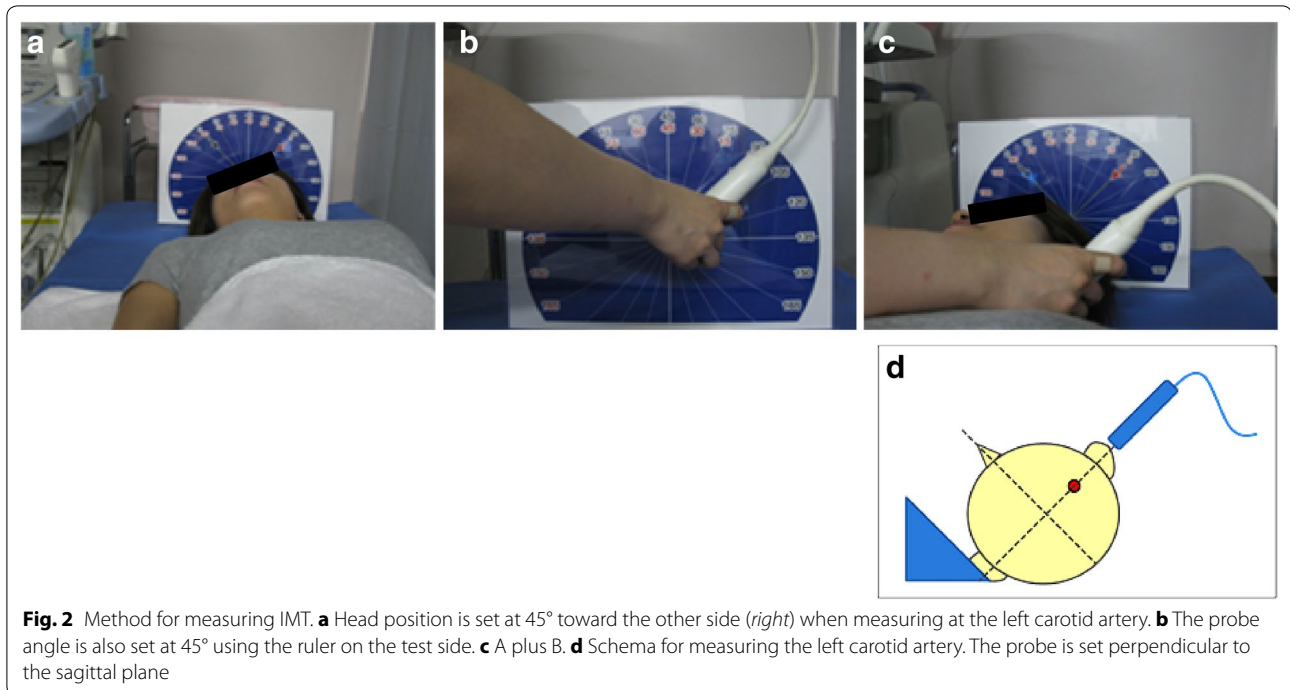 a
b
c
d
Fig. 2 Method for measuring IMT. a Head position is set at 45° toward the other side (right) when measuring at the left carotid artery. b The probe
angle is also set at 45° using the ruler on the test side. c A plus B. d Schema for measuring the left carotid artery. The probe is set perpendicular to
the sagittal plane